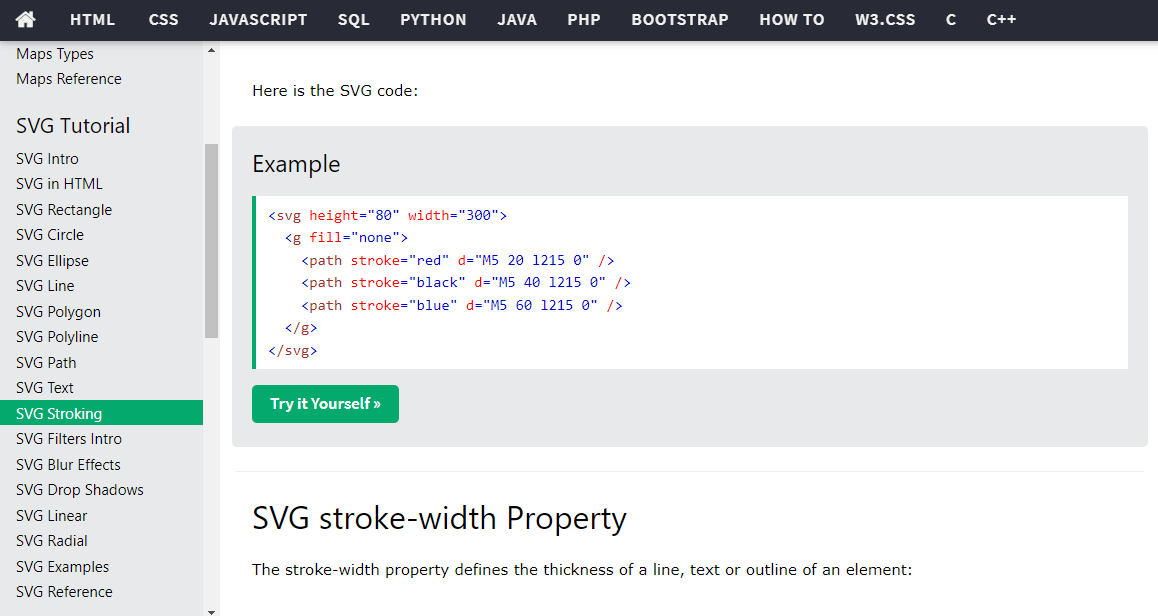 HTML CSS JAVASCRIPT SQL PYTHON JAVA PHP BOOTSTRAP HOW TO W3.CSS C C++
Maps Types
Maps Reference
SVG Tutorial
SVG Intro
SVG in HTML
SVG Rectangle
SVG Circle
SVG Ellipse
SVG Line
SVG Polygon
SVG Polyline
SVG Path
SVG Text
SVG Stroking
SVG Filters Intro
SVG Blur Effects
SVG Drop Shadows
SVG Linear
SVG Radial
SVG Examples
SVG Reference
Here is the SVG code:
Example
<svg height="80" width="300">
  <g fill="none">
    <path stroke="red" d="M5 20 l215 0" />
    <path stroke="black" d="M5 40 l215 0" />
    <path stroke="blue" d="M5 60 l215 0" />
  </g>
</svg>
Try it Yourself »
SVG stroke-width Property
The stroke-width property defines the thickness of a line, text or outline of an element: